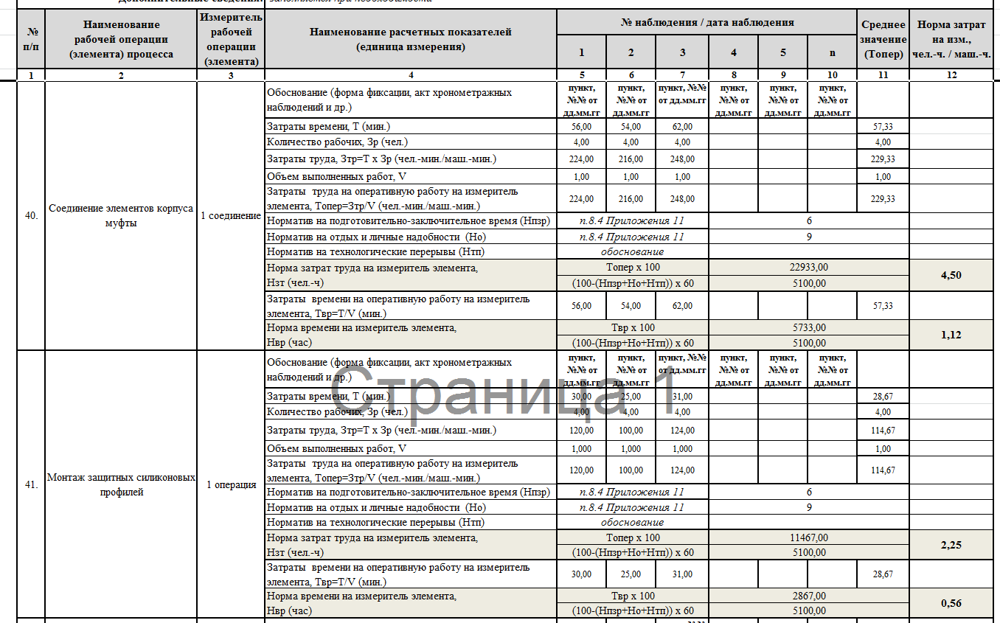 № п/п
Наименование рабочей операции (элемента) процесса
Измеритель рабочей операции (элемента)
Наименование расчетных показателей (единица измерения)
№ наблюдения / дата наблюдения
Среднее значение (Топер)
Норма затрат на изм., чел.-ч. / маш.-ч.
1 2 3 4 5 n
1 2 3 4 5 6 7 8 9 10 11 12
40.
Соединение элементов корпуса муфты
1 соединение
Обоснование (форма фиксации, акт хронометражных наблюдений и др.) пункт, №№ от дд.мм.гг пункт, №№ от дд.мм.гг пункт, №№ от дд.мм.гг пункт, №№ от дд.мм.гг пункт, №№ от дд.мм.гг пункт, №№ от дд.мм.гг
Затраты времени, Т (мин.) 56,00 54,00 62,00 57,33
Количество рабочих, Зр (чел.) 4,00 4,00 4,00 4,00
Затраты труда, Зтр=Т х Зр (чел.-мин./маш.-мин.) 224,00 216,00 248,00 229,33
Объем выполненных работ, V 1,00 1,00 1,00 1,00
Затраты труда на оперативную работу на измеритель элемента, Топер=Зтр/V (чел.-мин./маш.-мин.) 224,00 216,00 248,00 229,33
Норматив на подготовительно-заключительное время (Нпзр) п.8.4 Приложения 11 6
Норматив на отдых и личные надобности (Но) п.8.4 Приложения 11 9
Норматив на технологические перерывы (Нтп) обоснование
Норма затрат труда на измеритель элемента, Топер х 100 22933,00
Нзт (чел.-ч) (100-(Нпзр+Но+Нтп)) х 60 5100,00 4,50
Затраты времени на оперативную работу на измеритель элемента, Твр=Т/V (мин.) 56,00 54,00 62,00 57,33
Норма времени на измеритель элемента, Твр х 100 5733,00
Нвр (час) (100-(Нпзр+Но+Нтп)) х 60 5100,00 1,12
41.
Монтаж защитных силиконовых профилей
1 операция
Обоснование (форма фиксации, акт хронометражных наблюдений и др.) пункт, №№ от дд.мм.гг пункт, №№ от дд.мм.гг пункт, №№ от дд.мм.гг пункт, №№ от дд.мм.гг пункт, №№ от дд.мм.гг пункт, №№ от дд.мм.гг
Страница 1
Затраты времени, Т (мин.) 30,00 25,00 31,00 28,67
Количество рабочих, Зр (чел.) 4,00 4,00 4,00 4,00
Затраты труда, Зтр=Т х Зр (чел.-мин./маш.-мин.) 120,00 100,00 124,00 114,67
Объем выполненных работ, V 1,000 1,000 1,000 1,00
Затраты труда на оперативную работу на измеритель элемента, Топер=Зтр/V (чел.-мин./маш.-мин.) 120,00 100,00 124,00 114,67
Норматив на подготовительно-заключительное время (Нпзр) п.8.4 Приложения 11 6
Норматив на отдых и личные надобности (Но) п.8.4 Приложения 11 9
Норматив на технологические перерывы (Нтп) обоснование
Норма затрат труда на измеритель элемента, Топер х 100 11467,00
Нзт (чел.-ч) (100-(Нпзр+Но+Нтп)) х 60 5100,00 2,25
Затраты времени на оперативную работу на измеритель элемента, Твр=Т/V (мин.) 30,00 25,00 31,00 28,67
Норма времени на измеритель элемента, Твр х 100 2867,00
Нвр (час) (100-(Нпзр+Но+Нтп)) х 60 5100,00 0,56